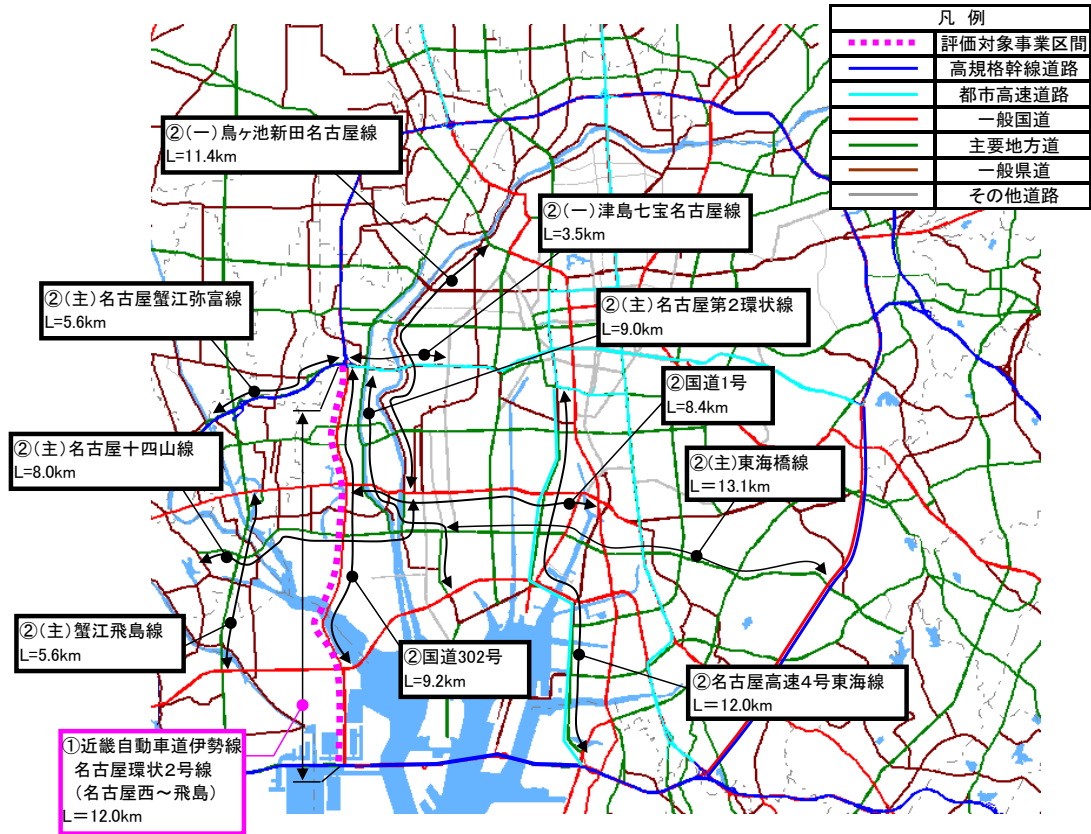 凡 例
評価対象事業区間
高規格幹線道路
都市高速道路
一般国道
主要地方道
一般県道
その他道路
②(一)鳥ヶ池新田名古屋線
L=11.4km
②(一)津島七宝名古屋線
L=3.5km
②(主)名古屋蟹江弥富線
L=5.6km
②(主)名古屋第2環状線
L=9.0km
②国道1号
L=8.4km
②(主)名古屋十四山線
L=8.0km
②(主)東海橋線
L=13.1km
②(主)蟹江飛島線
L=5.6km
②国道302号
L=9.2km
②名古屋高速4号東海線
L=12.0km
①近畿自動車道伊勢線
名古屋環状2号線
(名古屋西～飛島)
L=12.0km